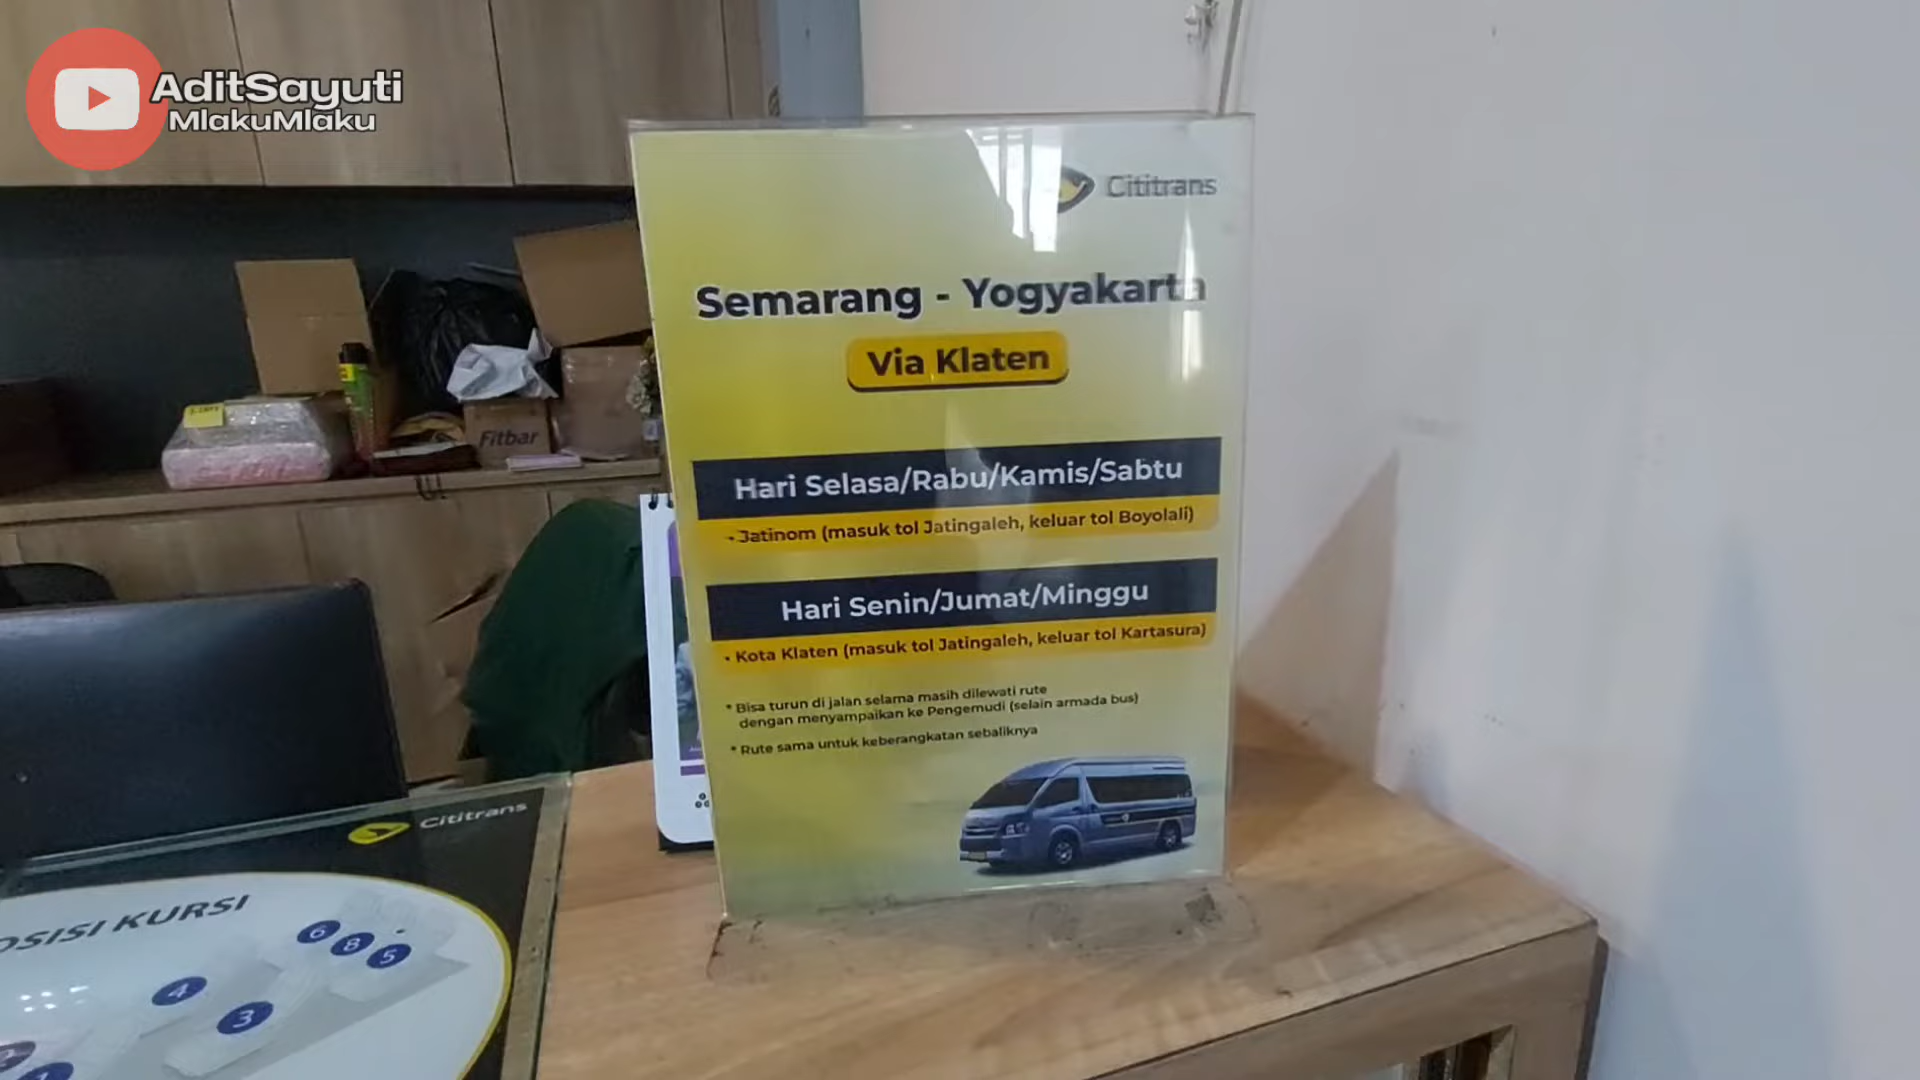 AditSayuti
MlakuMlaku
Cititrans
Semarang - Yogyakarta
Via Klaten
Hari Selasa/Rabu/Kamis/Sabtu
- Jatinom (masuk tol Jatingaleh, keluar tol Boyolali)
Hari Senin/Jumat/Minggu
- Kota Klaten (masuk tol Jatingaleh, keluar tol Kartasura)
* Bisa turun di jalan selama masih dilewati rute
dengan menyampaikan ke Pengemudi (selain armada bus)
* Rute sama untuk keberangkatan sebaliknya
Fitbar
Cititrans
OSISI KURSI
6
8
5
4
3